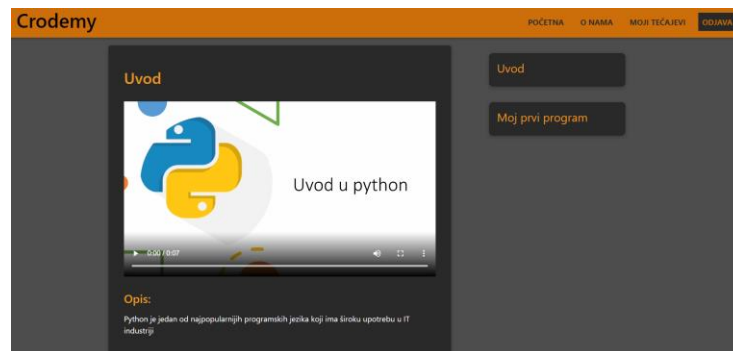 Crodemy
POČETNA O NAMA MOJI TEČAJEVI ODJAVA
Uvod
Uvod u python
0:00 / 0:07
Opis:
Python je jedan od najpopularnijih programskih jezika koji ima široku upotrebu u IT
industriji
Uvod
Moj prvi program